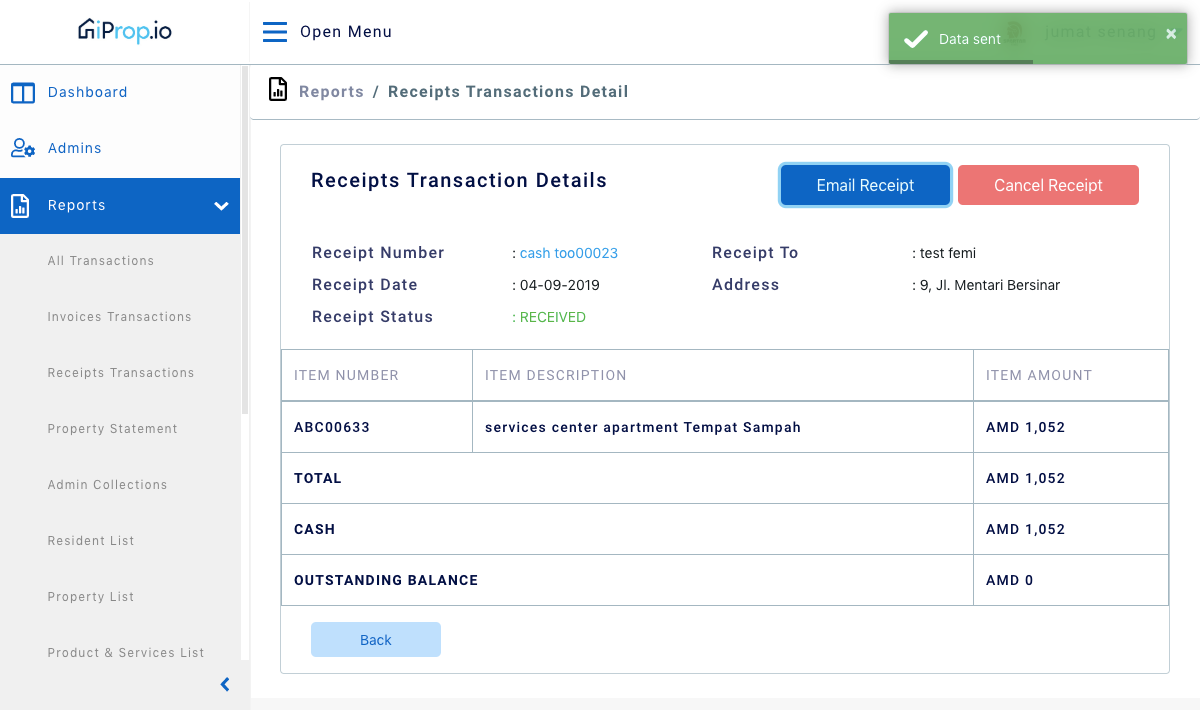 iProp.io
Open Menu
jumat senang
Data sent
×
Dashboard
Admins
Reports
All Transactions
Invoices Transactions
Receipts Transactions
Property Statement
Admin Collections
Resident List
Property List
Product & Services List
Reports / Receipts Transactions Detail
Receipts Transaction Details
Email Receipt
Cancel Receipt
Receipt Number : cash too00023 Receipt To : test femi
Receipt Date : 04-09-2019 Address : 9, Jl. Mentari Bersinar
Receipt Status : RECEIVED
ITEM NUMBER ITEM DESCRIPTION ITEM AMOUNT
ABC00633 services center apartment Tempat Sampah AMD 1,052
TOTAL AMD 1,052
CASH AMD 1,052
OUTSTANDING BALANCE AMD 0
Back